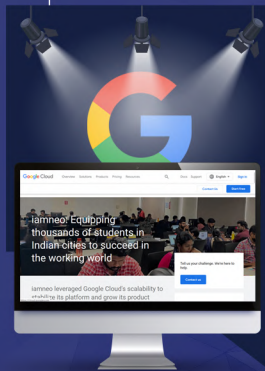 Google Cloud Overview Solutions Products Pricing Resources Docs Support English Sign in
Contact Us Start free
iamneo: Equipping
thousands of students in
Indian cities to succeed in
the working world
Tell us your challenge. We're here to
help.
Contact us
iamneo leveraged Google Cloud's scalability to
stabilize its platform and grow its product